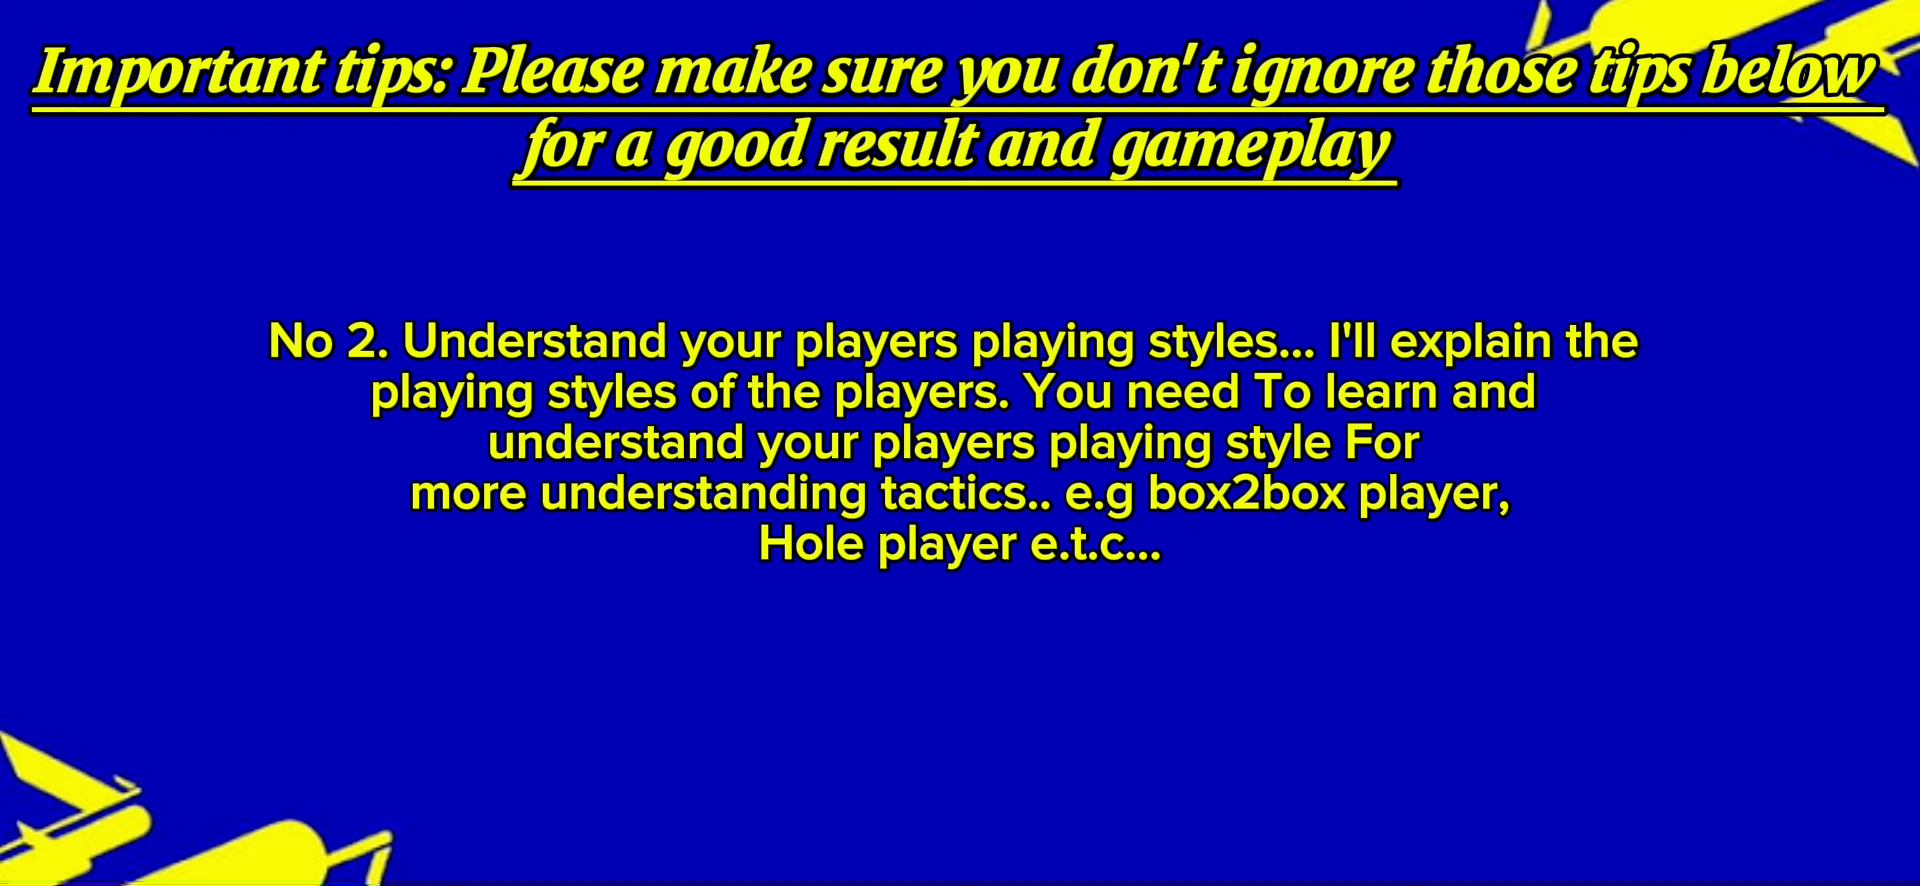 Important tips: Please make sure you don't ignore those tips below
for a good result and gameplay
No 2. Understand your players playing styles... I'll explain the
playing styles of the players. You need To learn and
understand your players playing style For
more understanding tactics.. e.g box2box player,
Hole player e.t.c...